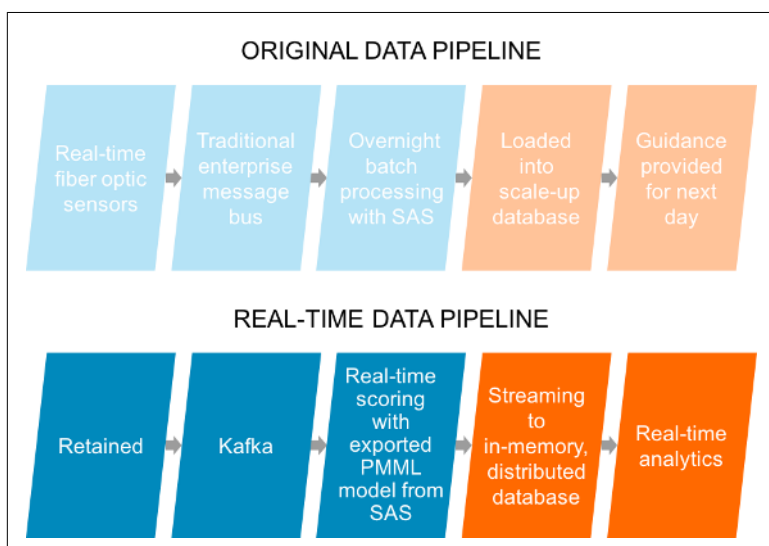 ORIGINAL DATA PIPELINE
Real-time
fiber optic
sensors
Traditional
enterprise
message
bus
Overnight
batch
processing
with SAS
Loaded
into
scale-up
database
Guidance
provided
for next
day
REAL-TIME DATA PIPELINE
Retained
Kafka
Real-time
scoring
with
exported
PMML
model from
SAS
Streaming
to
in-memory,
distributed
database
Real-time
analytics